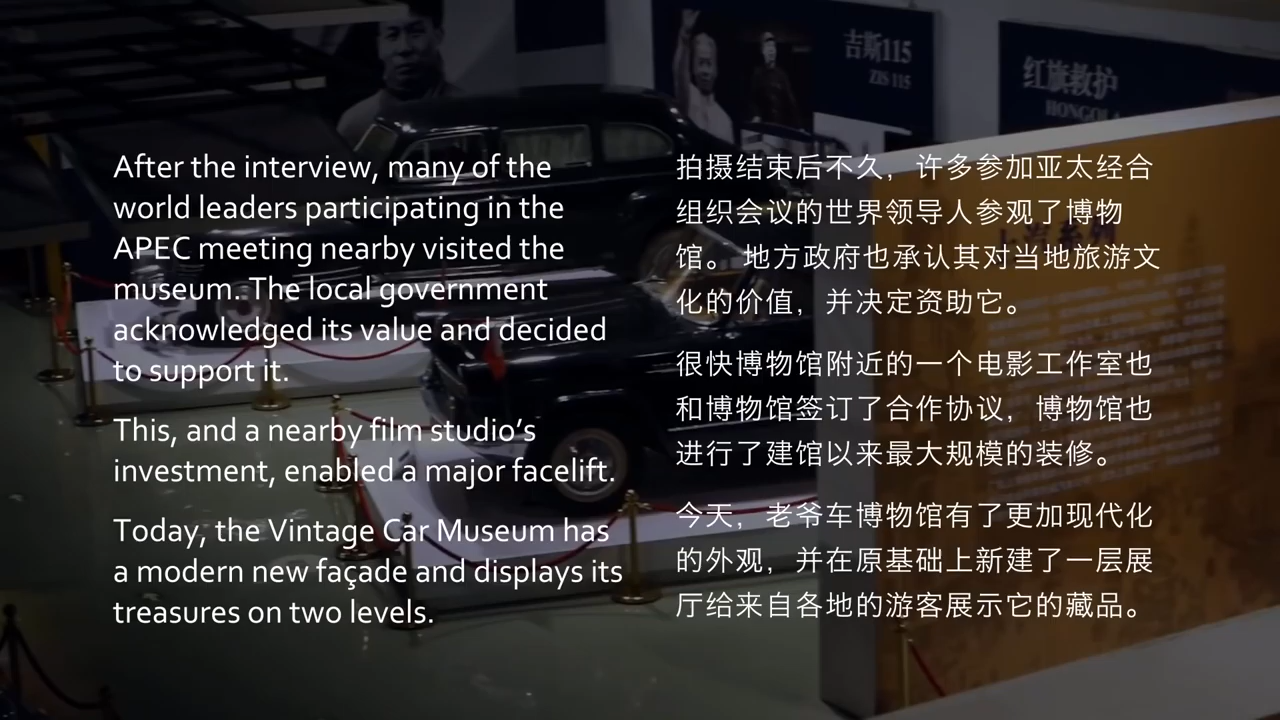 吉斯115
ZIS 115
红旗救护
After the interview, many of the
world leaders participating in the
APEC meeting nearby visited the
museum. The local government
acknowledged its value and decided
to support it.
This, and a nearby film studio’s
investment, enabled a major facelift.
Today, the Vintage Car Museum has
a modern new façade and displays its
treasures on two levels.
拍摄结束后不久，许多参加亚太经合
组织会议的世界领导人参观了博物
馆。 地方政府也承认其对当地旅游文
化的价值，并决定资助它。
很快博物馆附近的一个电影工作室也
和博物馆签订了合作协议，博物馆也
进行了建馆以来最大规模的装修。
今天，老爷车博物馆有了更加现代化
的外观，并在原基础上新建了一层展
厅给来自各地的游客展示它的藏品。